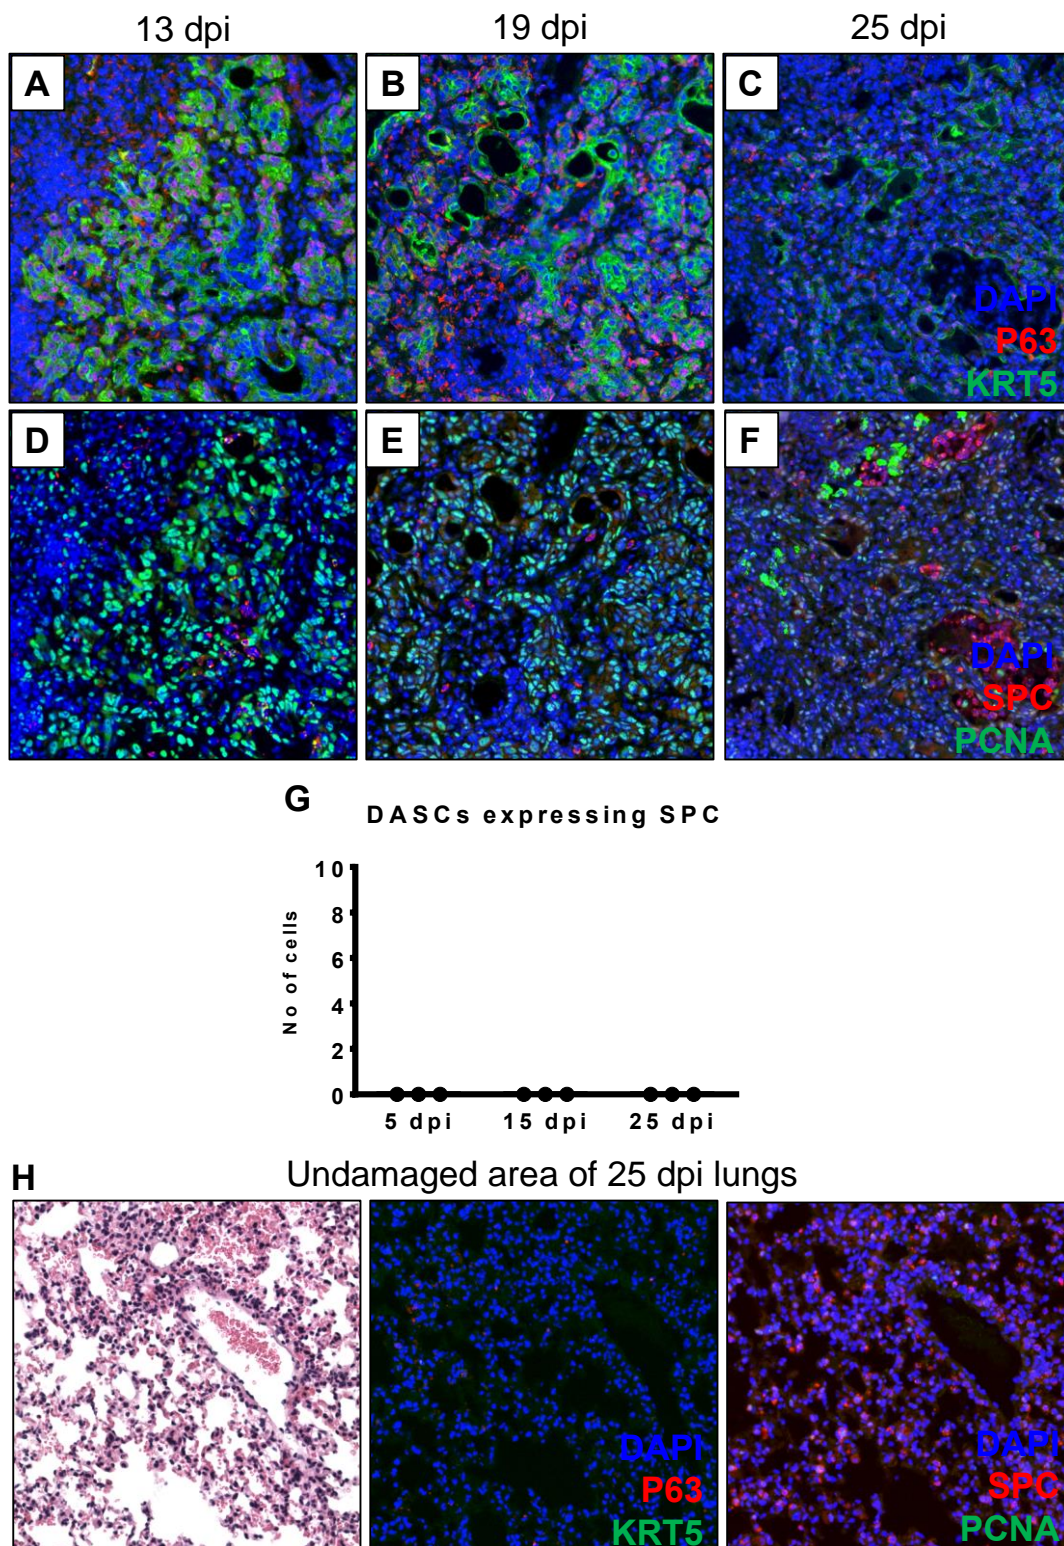 13 dpi 19 dpi 25 dpi
A B C
DAPI
P63
KRT5
D E F
DAPI
SPC
PCNA
G
DASCs expressing SPC
10
8
6
4
2
0
No of cells
5 dpi 15 dpi 25 dpi
H Undamaged area of 25 dpi lungs
DAPI DAPI
P63 SPC
KRT5 PCNA